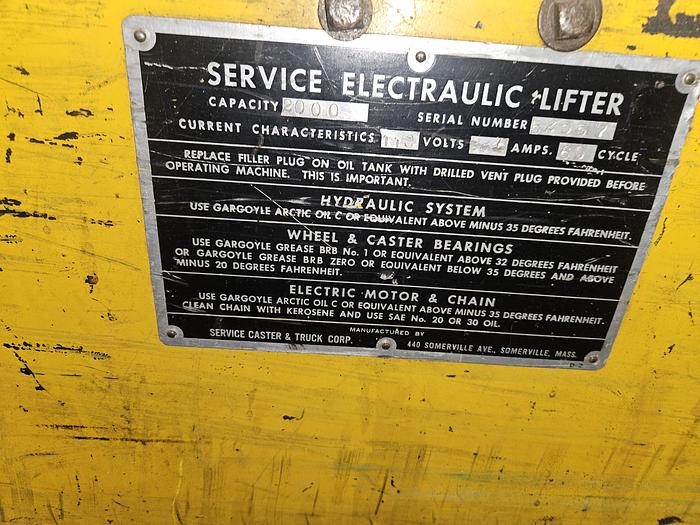 SERVICE ELECTRAULIC LIFTER
CAPACITY 2000
SERIAL NUMBER
CURRENT CHARACTERISTICS VOLTS AMPS. CYCLE
REPLACE FILLER PLUG ON OIL TANK WITH DRILLED VENT PLUG PROVIDED BEFORE
OPERATING MACHINE. THIS IS IMPORTANT.
HYDRAULIC SYSTEM
USE GARGOYLE ARCTIC OIL C OR EQUIVALENT ABOVE MINUS 35 DEGREES FAHRENHEIT.
WHEEL & CASTER BEARINGS
USE GARGOYLE GREASE BRB No. 1 OR EQUIVALENT ABOVE 32 DEGREES FAHRENHEIT
OR GARGOYLE GREASE BRB ZERO OR EQUIVALENT BELOW 35 DEGREES AND ABOVE
MINUS 20 DEGREES FAHRENHEIT.
ELECTRIC MOTOR & CHAIN
USE GARGOYLE ARCTIC OIL C OR EQUIVALENT ABOVE MINUS 35 DEGREES FAHRENHEIT.
CLEAN CHAIN WITH KEROSENE AND USE SAE No. 20 OR 30 OIL.
MANUFACTURED BY
SERVICE CASTER & TRUCK CORP. 440 SOMERVILLE AVE., SOMERVILLE, MASS.